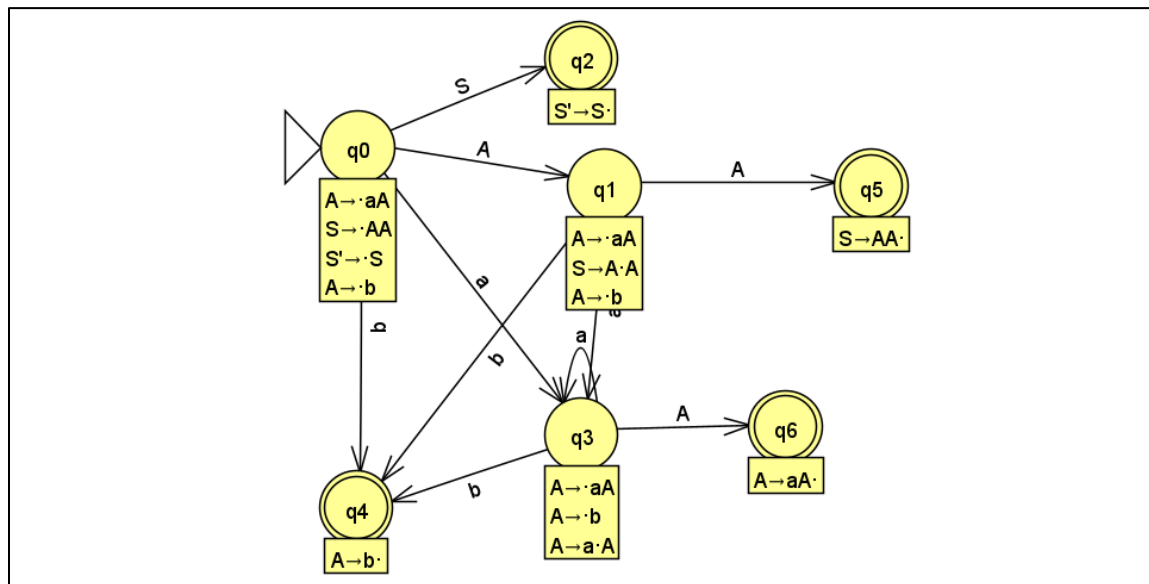 q2
S
S'→S·
q0
A
q1
A
q5
A→·aA
S→·AA
S'→·S
A→·b
A→·aA
S→A·A
A→·b
S→AA·
a
a
b
b
a
q3
A
q6
b
A→·aA
A→·b
A→a·A
A→aA·
q4
A→b·